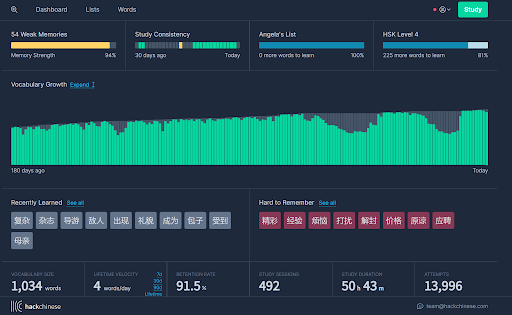 Dashboard Lists Words Study
54 Weak Memories
Memory Strength 94%
Study Consistency
30 days ago Today
Angela's List
0 more words to learn 100%
HSK Level 4
225 more words to learn 81%
Vocabulary Growth Expand
180 days ago Today
Recently Learned See all
复杂 杂志 导游 敌人 出现 礼貌 成为 包子 受到
母亲
Hard to Remember See all
精彩 经验 烦恼 打扰 解封 价格 原谅 应聘
VOCABULARY SIZE
1,034 words
LIFETIME VELOCITY
4 words/day
7d
30d
90d
Lifetime
RETENTION RATE
91.5 %
STUDY SESSIONS
492
STUDY DURATION
50 h 43 m
ATTEMPTS
13,996
hackchinese team@hackchinese.com